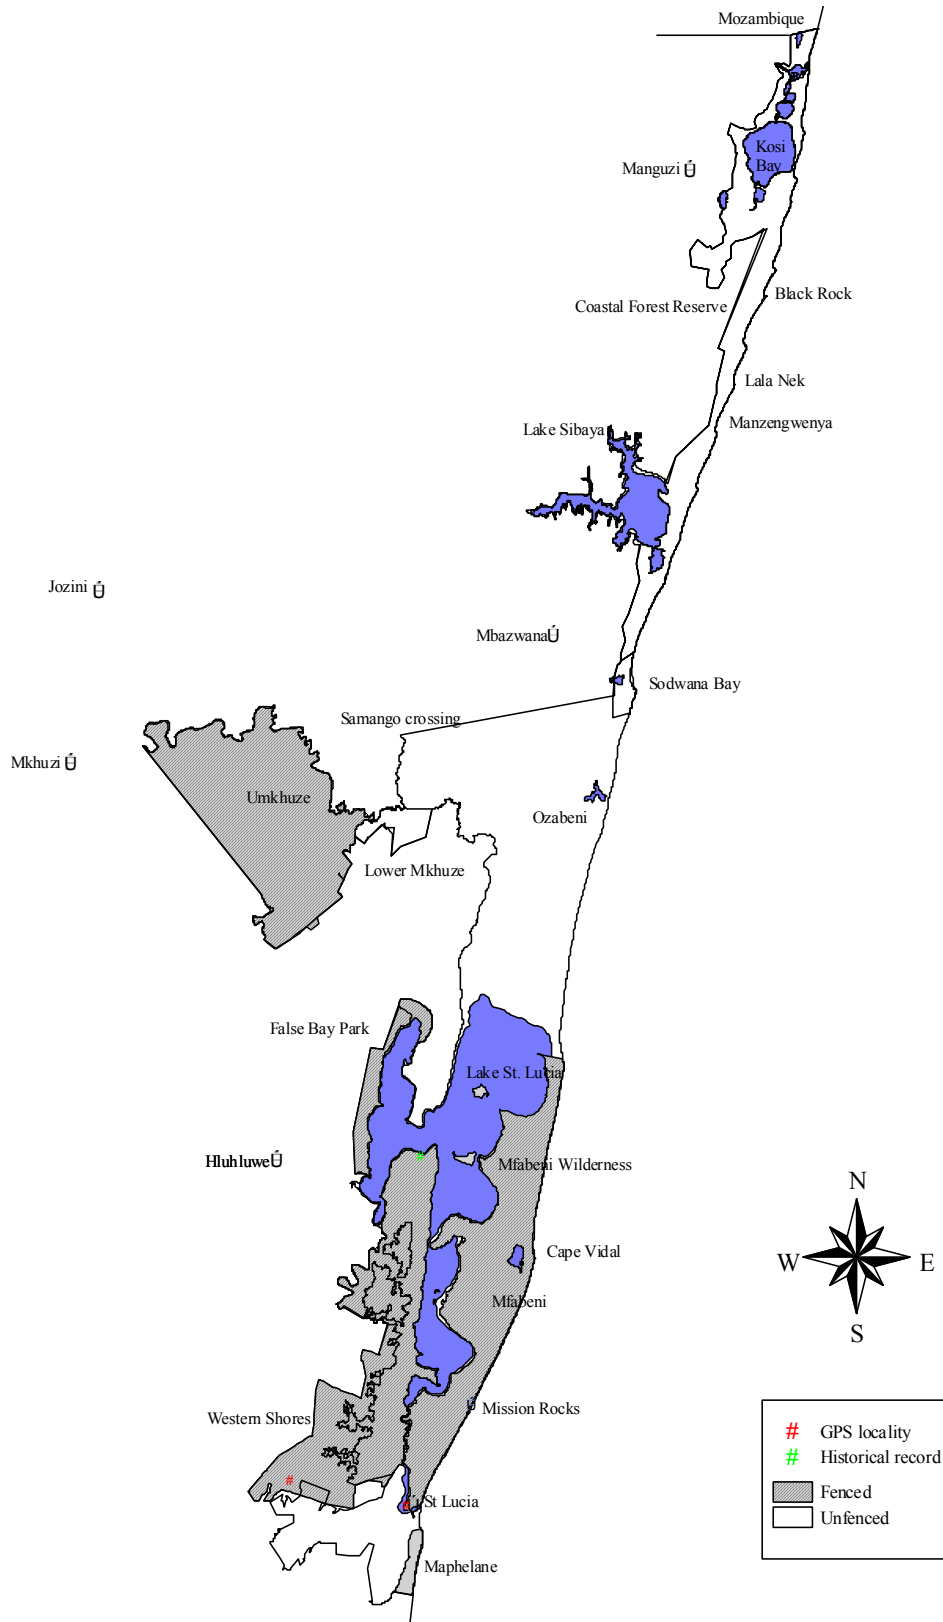 Mozambique
Kosi
Bay
Manguzi
Black Rock
Coastal Forest Reserve
Lala Nek
Manzengwenya
Lake Sibaya
Jozini
Mbazwana
Sodwana Bay
Samango crossing
Mkhuzi
Umkhuze
Ozabeni
Lower Mkhuze
False Bay Park
Lake St. Lucia
Hluhluwe
Mfabeni Wilderness
N
Cape Vidal
W
E
Mfabeni
S
Mission Rocks
Western Shores
# GPS locality
# Historical record
Fenced
St Lucia
Unfenced
Maphelane